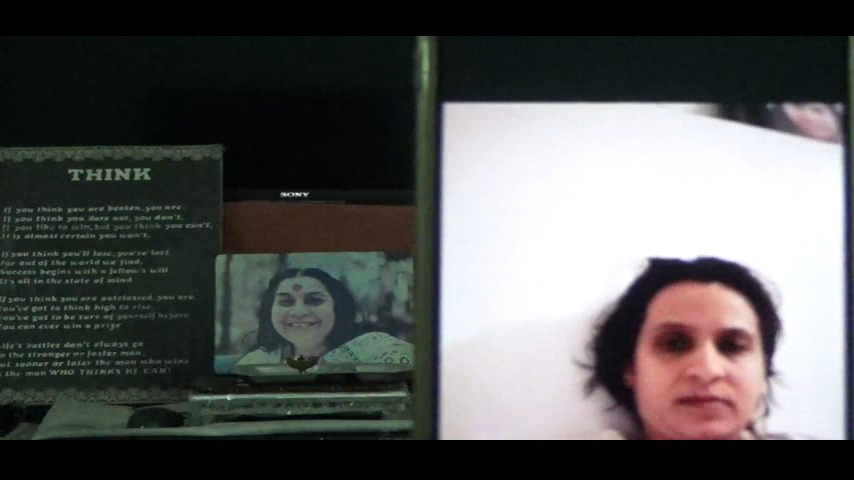 THINK
If you think you are beaten, you are.
If you think you dare not, you don't,
If you like to win, but you think you can't,
It is almost certain you won't.
If you think you'll lose, you're lost
For out of the world we find,
Success begins with a fellow's will
It's all in the state of mind.
If you think you are outclassed, you are.
You've got to think high to rise,
You've got to be sure of yourself before
You can ever win a prize
Life's battles don't always go
to the stronger or faster man,
But sooner or later the man who wins
is the man WHO THINKS HE CAN!
SONY